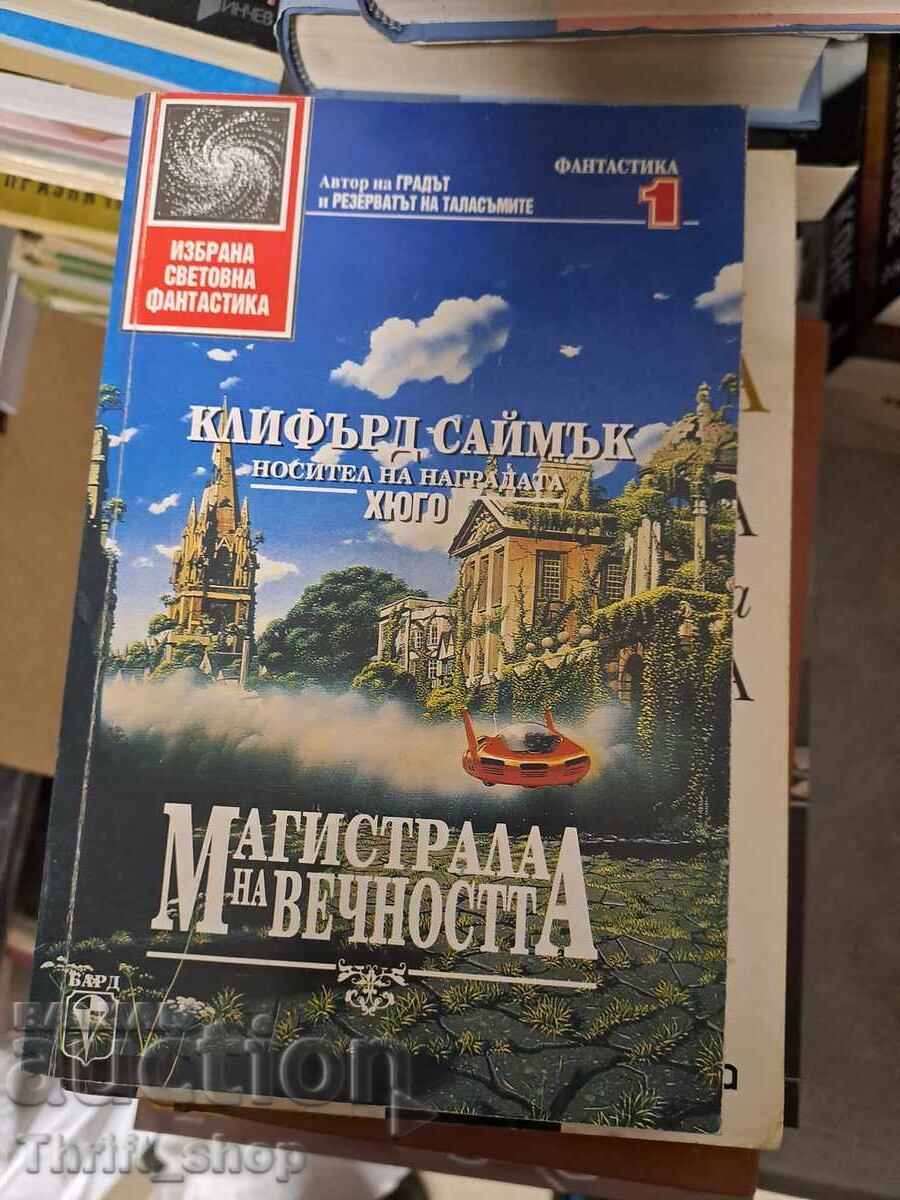 ИНЧЕВ
ФАНТАСТИКА
1
Автор на ГРАДЪТ
и РЕЗЕРВАТЪТ НА ТАЛАСЪМИТЕ
ИЗБРАНА
СВЕТОВНА
ФАНТАСТИКА
КЛИФЪРД САЙМЪК
НОСИТЕЛ НА НАГРАДАТА
ХЮГО
МАГИСТРАЛА
НА ВЕЧНОСТТА
БАРД
auction
Thrift_shop